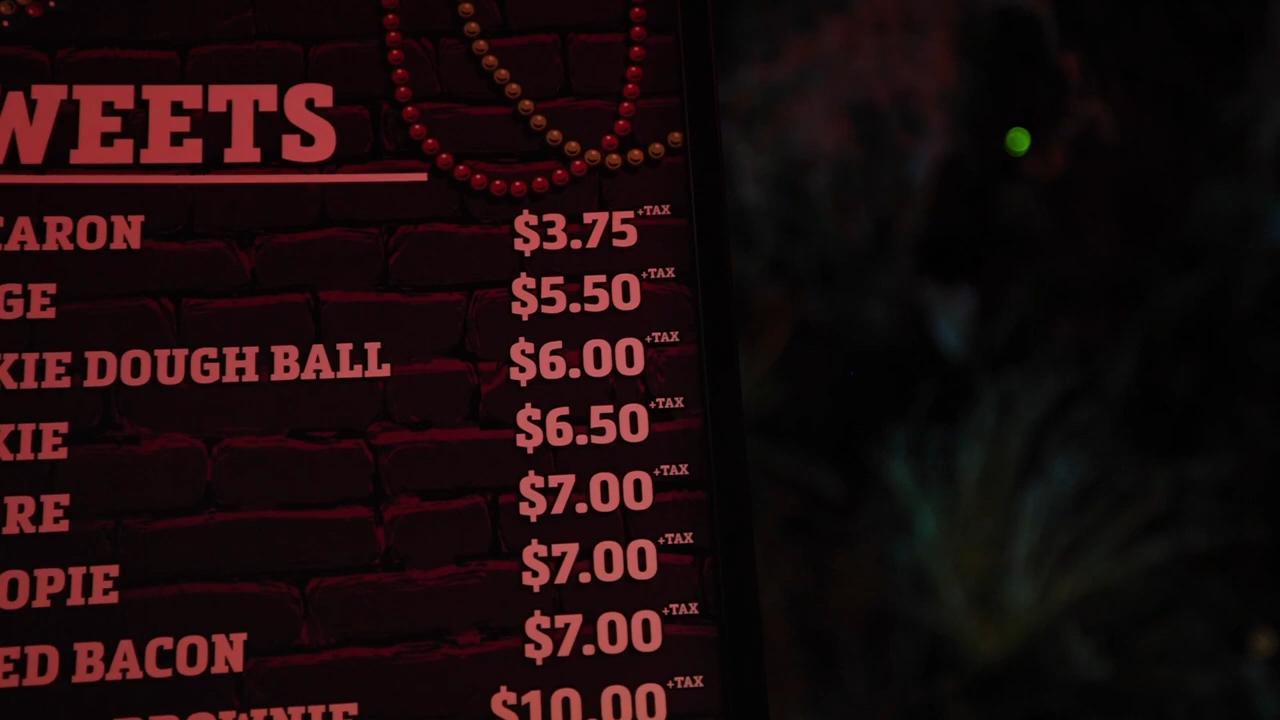 WEETS
CARON $3.75 +TAX
GE $5.50 +TAX
KIE DOUGH BALL $6.00 +TAX
KIE $6.50 +TAX
RE $7.00 +TAX
OPIE $7.00 +TAX
ED BACON $7.00 +TAX
BROWNIE $10.00 +TAX